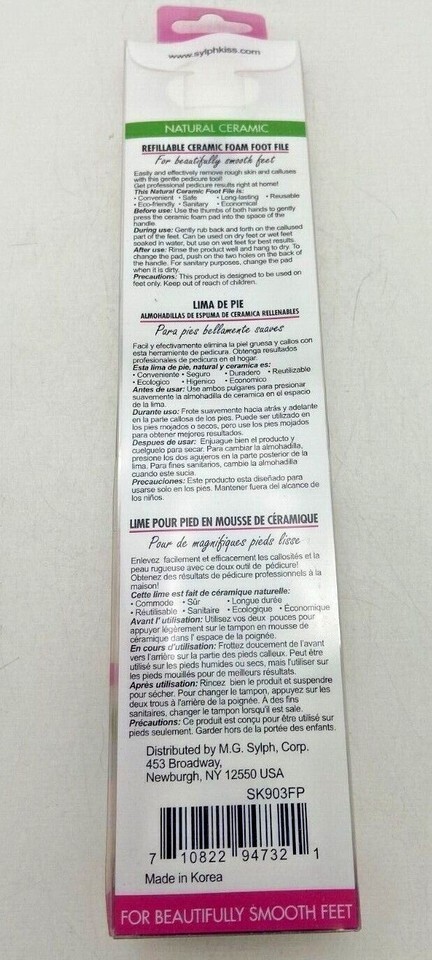 www.sylphkiss.com
NATURAL CERAMIC
REFILLABLE CERAMIC FOAM FOOT FILE
For beautifully smooth feet
Easily and effectively remove rough skin and calluses
with this gentle pedicure tool!
Get professional pedicure results right at home!
This Natural Ceramic Foot File is:
• Convenient • Safe • Long-lasting • Reusable
• Eco-friendly • Sanitary • Economical
Before use: Use the thumbs of both hands to gently
press the ceramic foam pad into the space of the
handle.
During use: Gently rub back and forth on the callused
part of the feet. Can be used on dry feet or wet feet
soaked in water, but use on wet feet for best results.
After use: Rinse the product well and hang to dry. To
change the pad, push on the two holes on the back of
the handle. For sanitary purposes, change the pad
when it is dirty.
Precautions: This product is designed to be used on
feet only. Keep out of reach of children.
LIMA DE PIE
ALMOHADILLAS DE ESPUMA DE CERAMICA RELLENABLES
Para pies bellamente suaves
Facil y efectivamente elimina la piel gruesa y callos con
esta herramiento de pedicura. Obtenga resultados
profesionales de pedicura en el hogar.
Esta lima de pie, natural y ceramica es:
• Conveniente • Seguro • Duradero • Reutilizable
• Ecologico • Higenico • Economico
Antes de usar: Use ambos pulgares para presionar
suavemente la almohadilla de ceramica en el espacio
de la lima.
Durante uso: Frote suavemente hacia atrás y adelante
en la parte callosa de los pies. Puede ser utilizado en
los pies mojados o secos, pero use los pies mojados
para obtener mejores resultados.
Despues de usar: Enjuague bien el producto y
cuelguelo para secar. Para cambiar la almohadilla,
presione los dos agujeros en la parte posterior de la
lima. Para fines sanitarios, cambie la almohadilla
cuando este sucia.
Precauciones: Este producto esta diseñado para
usarse solo en los pies. Mantener fuera del alcance de
los niños.
LIME POUR PIED EN MOUSSE DE CÉRAMIQUE
Pour de magnifiques pieds lisse
Enlevez facilement et efficacement les callosités et la
peau rugueuse avec ce doux outil de pédicure!
Obtenez des résultats de pédicure professionnels à la
maison!
Cette lime est fait de céramique naturelle:
• Commode • Sûr • Longue durée
• Réutilisable • Sanitaire • Ecologique • Économique
Avant l' utilisation: Utilisez vos deux pouces pour
appuyer légèrement sur le tampon en mousse de
céramique dans l' espace de la poignée.
En cours d'utilisation: Frottez doucement de l'avant
vers l'arrière sur la partie des pieds calleux. Peut être
utilisé sur les pieds humides ou secs, mais l'utiliser sur
les pieds mouillés pour de meilleurs résultats.
Après utilisation: Rincez bien le produit et suspendre
pour sécher. Pour changer le tampon, appuyez sur les
deux trous à l'arrière de la poignée. À des fins
sanitaires, changer le tampon lorsqu'il est sale.
Précautions: Ce produit est conçu pour être utilisé sur
pieds seulement. Garder hors de la portée des enfants.
Distributed by M.G. Sylph, Corp.
453 Broadway,
Newburgh, NY 12550 USA
SK903FP
7 10822 94732 1
Made in Korea
FOR BEAUTIFULLY SMOOTH FEET